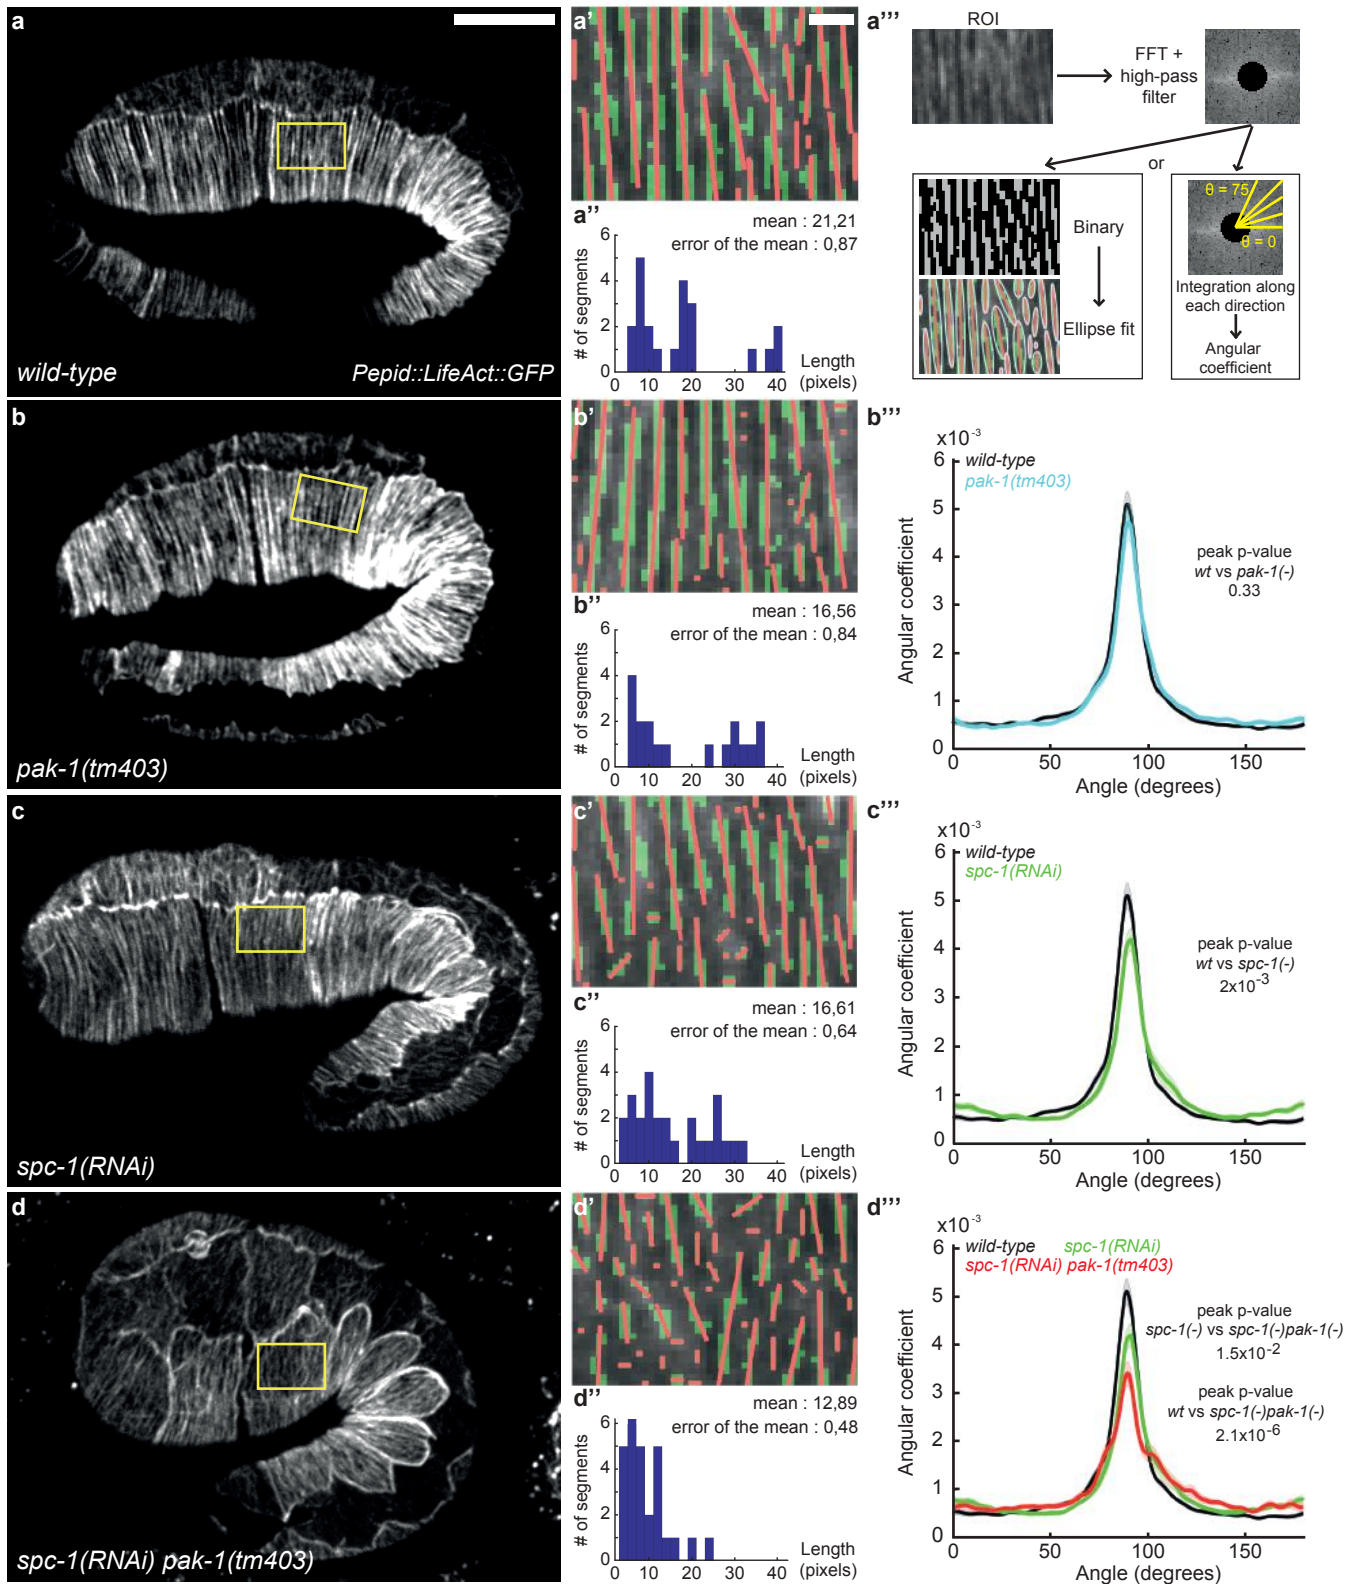 a
wild-type
Pepid::LifeAct::GFP
a'
a''
mean : 21,21
error of the mean : 0,87
# of segments
6
4
2
0
0 10 20 30 40
Length
(pixels)
a'''
ROI
FFT +
high-pass
filter
or
Binary
Ellipse fit
θ = 75
θ = 0
Integration along
each direction
Angular
coefficient
b
pak-1(tm403)
b'
b''
mean : 16,56
error of the mean : 0,84
# of segments
6
4
2
0
0 10 20 30 40
Length
(pixels)
b'''
x10-3
wild-type
pak-1(tm403)
Angular coefficient
6
5
4
3
2
1
0
peak p-value
wt vs pak-1(-)
0.33
0 50 100 150
Angle (degrees)
c
spc-1(RNAi)
c'
c''
mean : 16,61
error of the mean : 0,64
# of segments
6
4
2
0
0 10 20 30 40
Length
(pixels)
c'''
x10-3
wild-type
spc-1(RNAi)
Angular coefficient
6
5
4
3
2
1
0
peak p-value
wt vs spc-1(-)
2x10-3
0 50 100 150
Angle (degrees)
d
spc-1(RNAi) pak-1(tm403)
d'
d''
mean : 12,89
error of the mean : 0,48
# of segments
6
4
2
0
0 10 20 30 40
Length
(pixels)
d'''
x10-3
wild-type spc-1(RNAi)
spc-1(RNAi) pak-1(tm403)
Angular coefficient
6
5
4
3
2
1
0
peak p-value
spc-1(-) vs spc-1(-)pak-1(-)
1.5x10-2
peak p-value
wt vs spc-1(-)pak-1(-)
2.1x10-6
0 50 100 150
Angle (degrees)